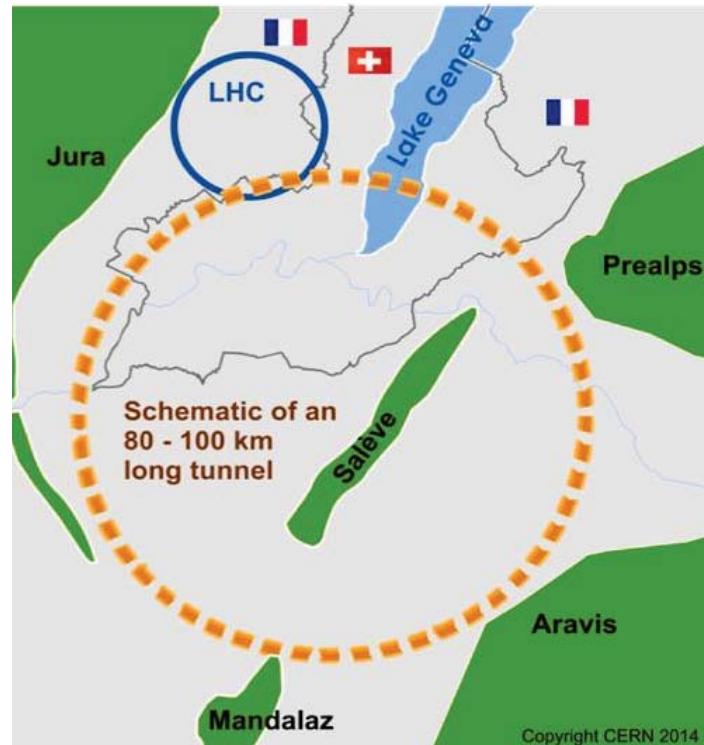 LHC
Lake Geneva
Jura
Prealps
Schematic of an
80 - 100 km
long tunnel
Salève
Aravis
Mandalaz
Copyright CERN 2014